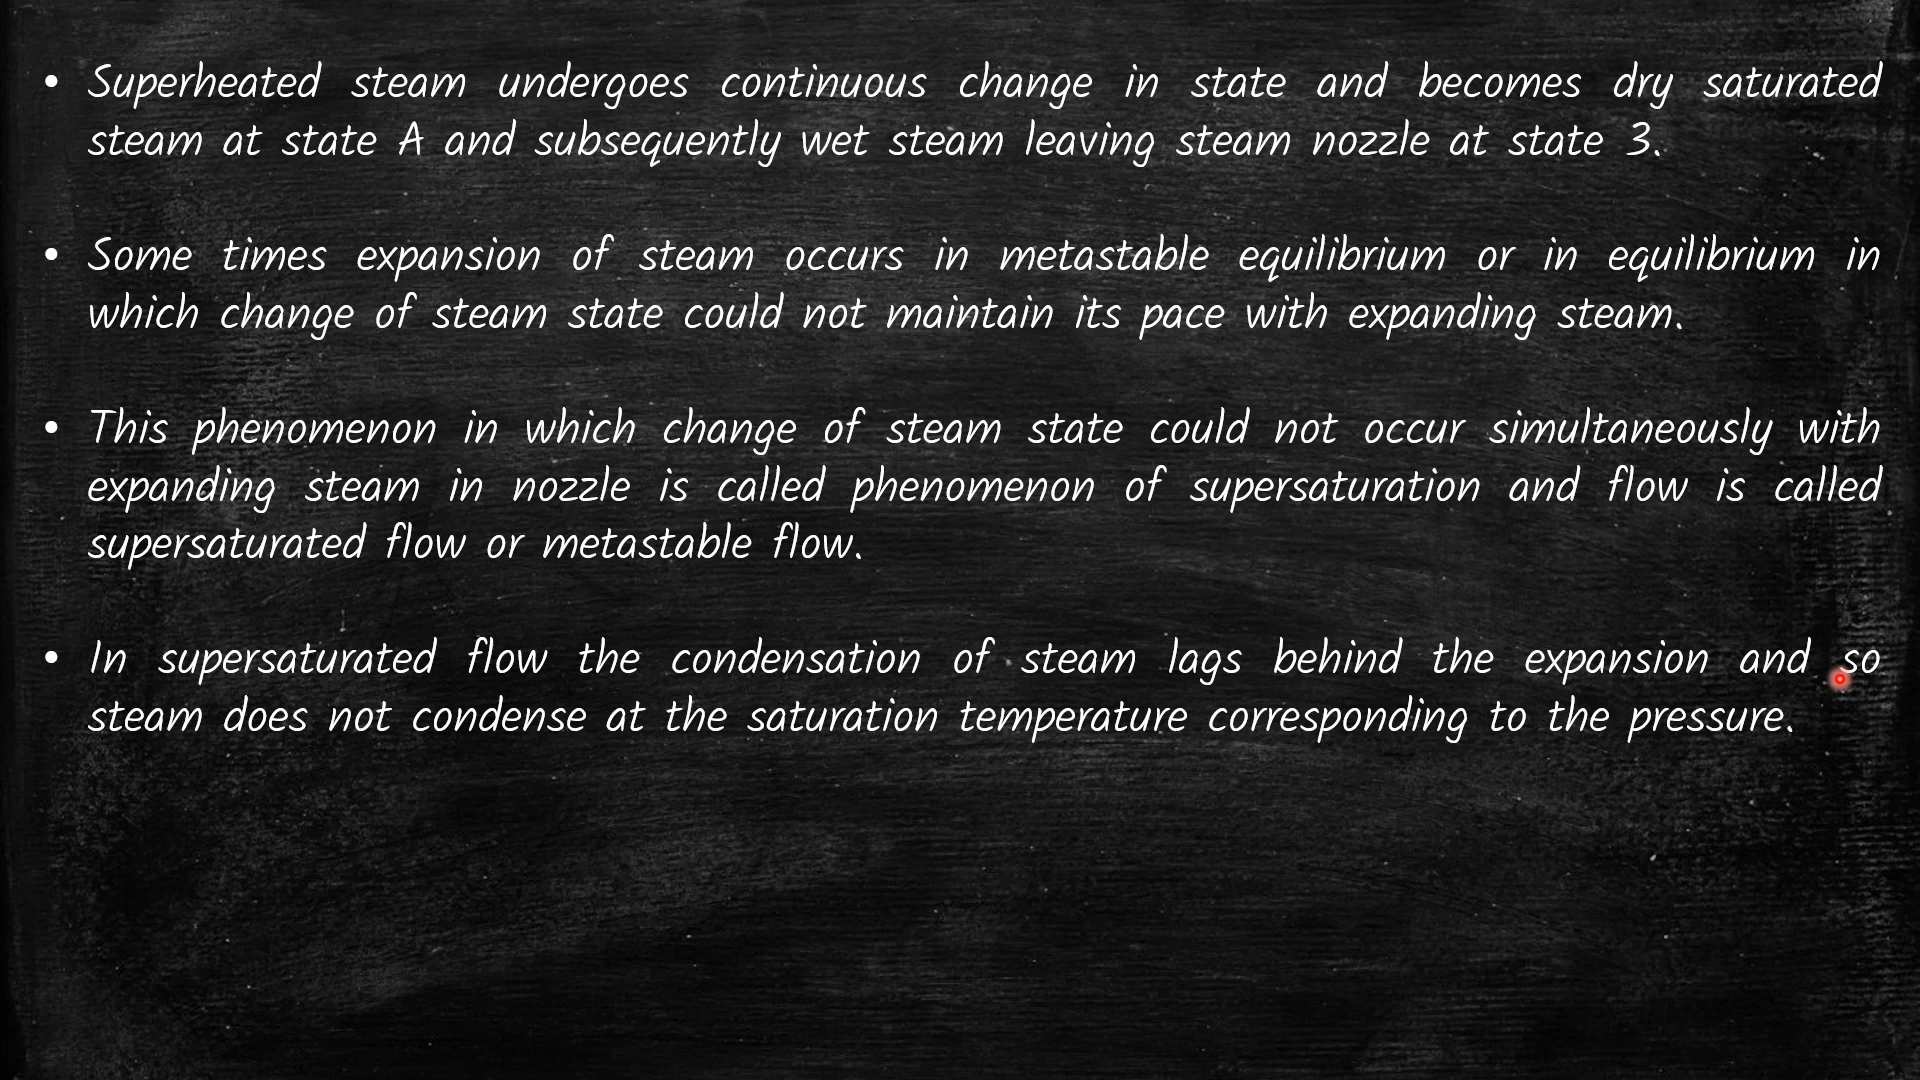 • Superheated steam undergoes continuous change in state and becomes dry saturated
steam at state A and subsequently wet steam leaving steam nozzle at state 3.
• Some times expansion of steam occurs in metastable equilibrium or in equilibrium in
which change of steam state could not maintain its pace with expanding steam.
• This phenomenon in which change of steam state could not occur simultaneously with
expanding steam in nozzle is called phenomenon of supersaturation and flow is called
supersaturated flow or metastable flow.
• In supersaturated flow the condensation of steam lags behind the expansion and so
steam does not condense at the saturation temperature corresponding to the pressure.